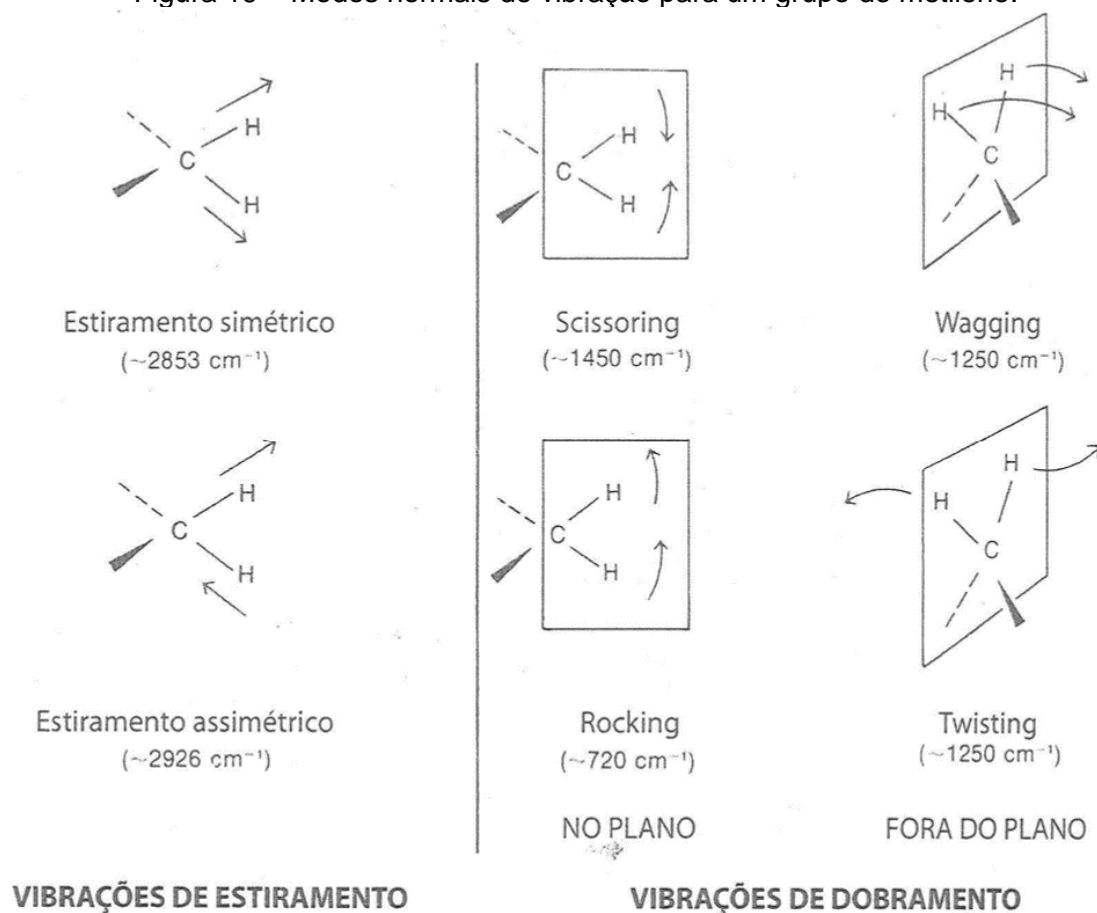 Figura 10 – Modos normais de vibração para um grupo de metileno.
H
C
H
Estiramento simétrico
(~2853 cm⁻¹)
H
C
H
Scissoring
(~1450 cm⁻¹)
H
H
C
Wagging
(~1250 cm⁻¹)
H
C
H
Estiramento assimétrico
(~2926 cm⁻¹)
H
C
H
Rocking
(~720 cm⁻¹)
H
H
C
Twisting
(~1250 cm⁻¹)
NO PLANO
FORA DO PLANO
VIBRAÇÕES DE ESTIRAMENTO
VIBRAÇÕES DE DOBRAMENTO